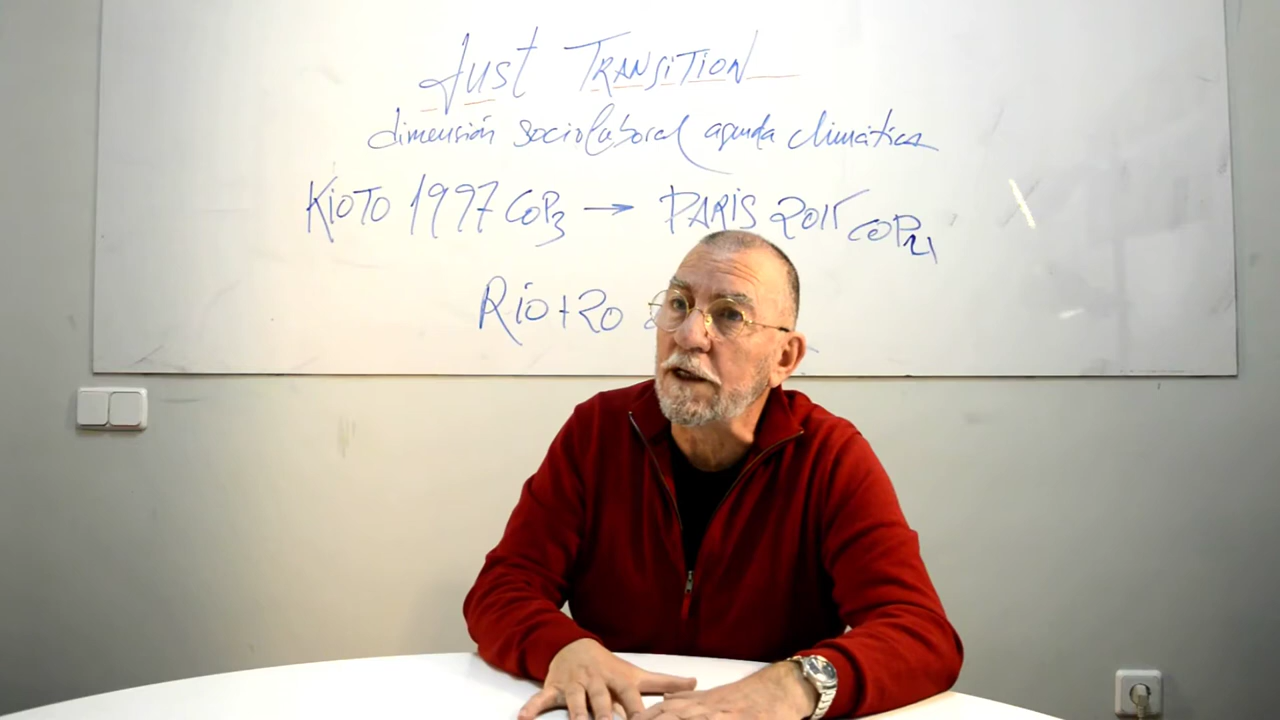 Just TRANSITION
dimensión sociolaboral agenda climática
KIOTO 1997 COP3 → PARIS 2015 COP21
Rio+20